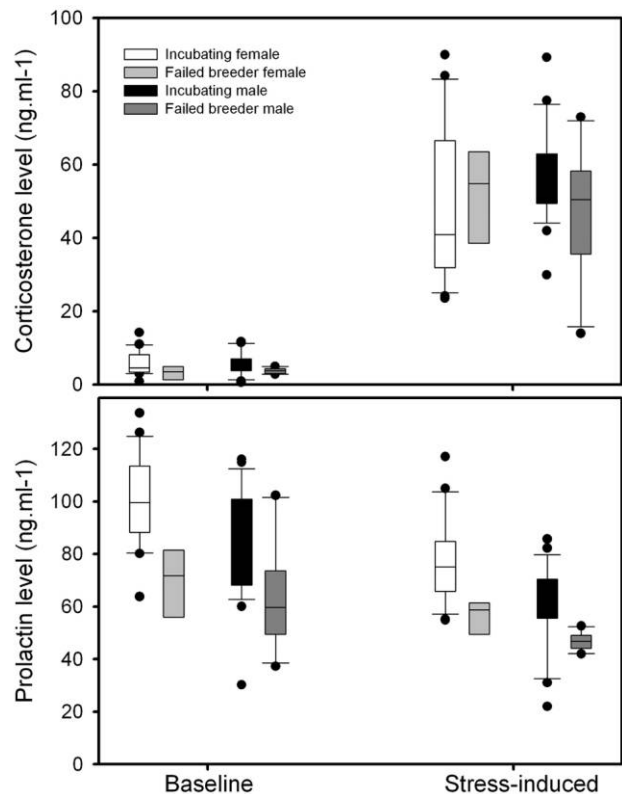 100
Incubating female
Failed breeder female
80
Incubating male
Failed breeder male
60
40
20
0
Corticosterone level (ng.ml-1)
120
100
80
60
40
20
0
Prolactin level (ng.ml-1)
Baseline Stress-induced